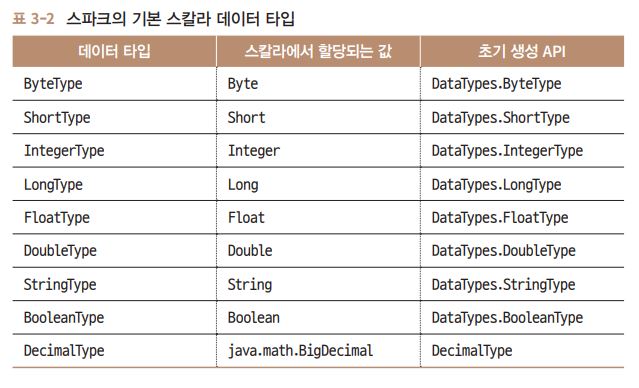 표 3-2 스파크의 기본 스칼라 데이터 타입
데이터 타입 스칼라에서 할당되는 값 초기 생성 API
ByteType Byte DataTypes.ByteType
ShortType Short DataTypes.ShortType
IntegerType Integer DataTypes.IntegerType
LongType Long DataTypes.LongType
FloatType Float DataTypes.FloatType
DoubleType Double DataTypes.DoubleType
StringType String DataTypes.StringType
BooleanType Boolean DataTypes.BooleanType
DecimalType java.math.BigDecimal DecimalType